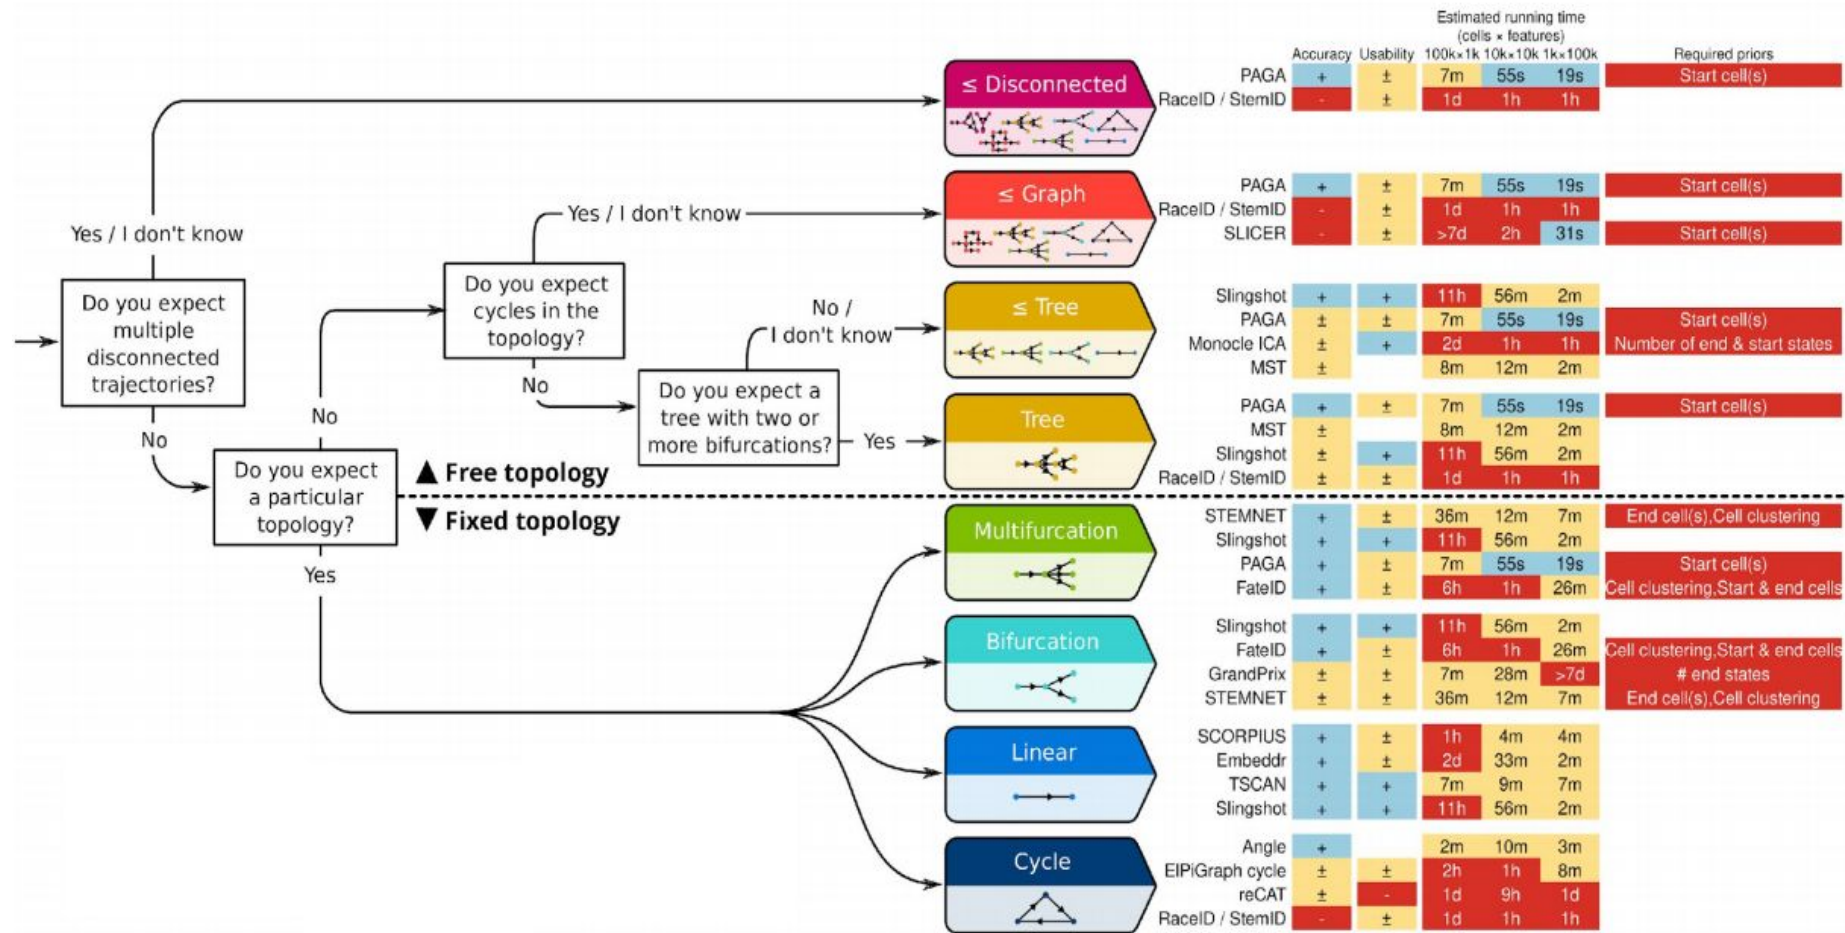 Estimated running time
(cells × features)
Accuracy Usability 100k×1k 10k×10k 1k×100k Required priors
≤ Disconnected
PAGA + ± 7m 55s 19s Start cell(s)
RaceID / StemID - ± 1d 1h 1h
≤ Graph
PAGA + ± 7m 55s 19s Start cell(s)
RaceID / StemID - ± 1d 1h 1h
SLICER - ± >7d 2h 31s Start cell(s)
Yes / I don't know
Yes / I don't know
Do you expect
multiple
disconnected
trajectories?
No
Do you expect
a particular
topology?
No
Yes
Do you expect
cycles in the
topology?
No
Do you expect a
tree with two or
more bifurcations?
No /
I don't know
Yes
▲ Free topology
▼ Fixed topology
≤ Tree
Slingshot + + 11h 56m 2m
PAGA ± ± 7m 55s 19s Start cell(s)
Monocle ICA ± + 2d 1h 1h Number of end & start states
MST ± 8m 12m 2m
Tree
PAGA + ± 7m 55s 19s Start cell(s)
MST ± 8m 12m 2m
Slingshot ± + 11h 56m 2m
RaceID / StemID ± ± 1d 1h 1h
Multifurcation
STEMNET + ± 36m 12m 7m End cell(s),Cell clustering
Slingshot + + 11h 56m 2m
PAGA + ± 7m 55s 19s Start cell(s)
FateID + ± 6h 1h 26m Cell clustering,Start & end cells
Bifurcation
Slingshot + + 11h 56m 2m
FateID + ± 6h 1h 26m Cell clustering,Start & end cells
GrandPrix ± ± 7m 28m >7d # end states
STEMNET ± ± 36m 12m 7m End cell(s),Cell clustering
Linear
SCORPIUS + ± 1h 4m 4m
Embeddr + ± 2d 33m 2m
TSCAN + + 7m 9m 7m
Slingshot + + 11h 56m 2m
Cycle
Angle + 2m 10m 3m
ElPiGraph cycle ± ± 2h 1h 8m
reCAT ± - 1d 9h 1d
RaceID / StemID - ± 1d 1h 1h